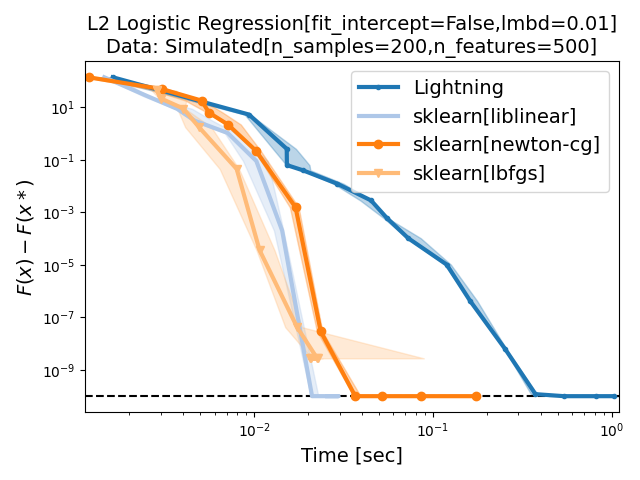 L2 Logistic Regression[fit_intercept=False,lmbd=0.01]
Data: Simulated[n_samples=200,n_features=500]
Lightning
sklearn[liblinear]
sklearn[newton-cg]
sklearn[lbfgs]
F(x) − F(x*)
10¹
10⁻¹
10⁻³
10⁻⁵
10⁻⁷
10⁻⁹
10⁻² 10⁻¹ 10⁰
Time [sec]